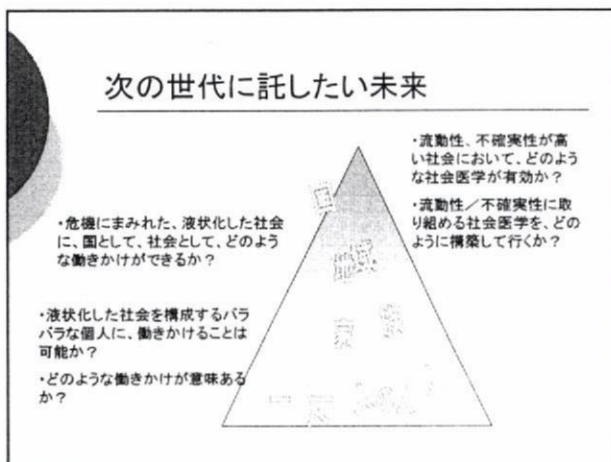 次の世代に託したい未来
・流動性、不確実性が高
い社会において、どのよう
な社会医学が有効か？
・流動性／不確実性に取
り組める社会医学を、どの
ように構築して行くか？
・危機にまみれた、液状化した社会
に、国として、社会として、どのよう
な働きかけができるか？
・液状化した社会を構成するバラ
バラな個人に、働きかけることは
可能か？
・どのような働きかけが意味ある
か？
国
地域
家族